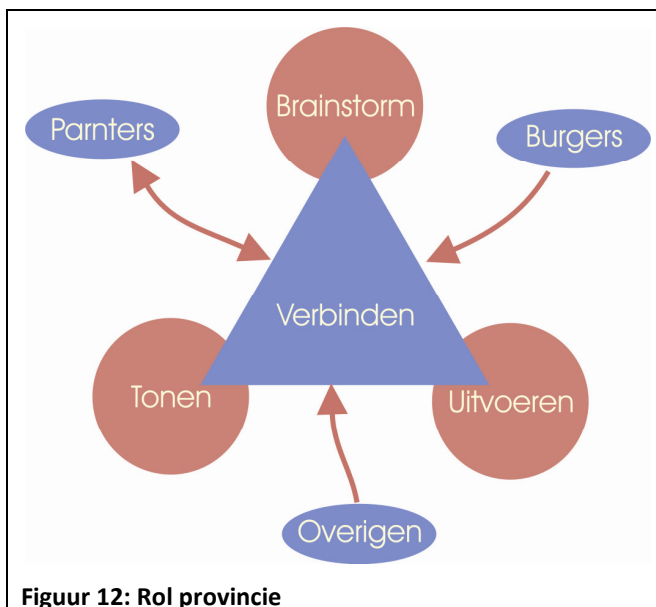 Brainstorm
Parnters
Burgers
Verbinden
Tonen
Uitvoeren
Overigen
Figuur 12: Rol provincie